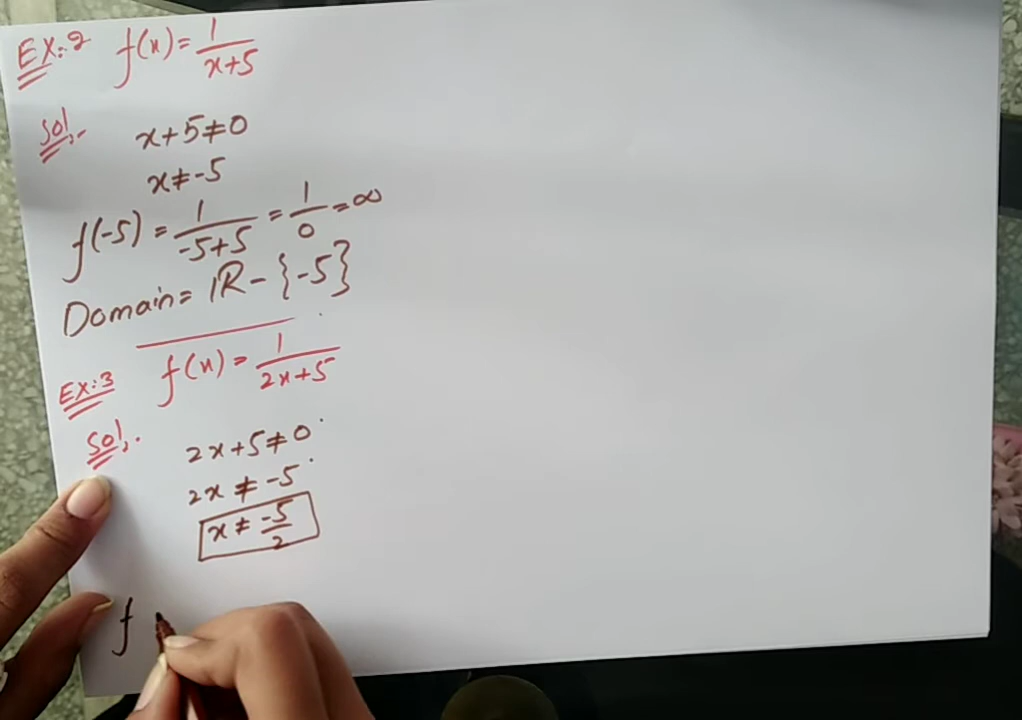 EX:2 f(x) = 1/(x+5)
Sol.
x+5≠0
x≠-5
f(-5) = 1/(-5+5) = 1/0 = ∞
Domain = IR - {-5}
EX:3 f(x) = 1/(2x+5)
Sol.
2x+5≠0
2x ≠ -5
x ≠ -5/2
f